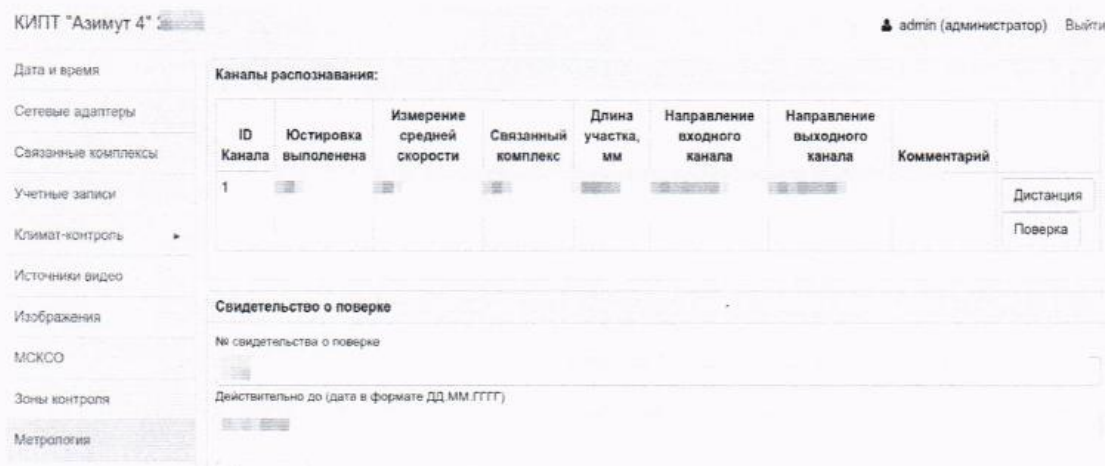 КИПТ "Азимут 4"
admin (администратор) Выйти
Дата и время
Сетевые адаптеры
Связанные комплексы
Учетные записи
Климат-контроль
Источники видео
Изображения
МСКСО
Зоны контроля
Метрология
Каналы распознавания:
ID Канала
Юстировка выполенена
Измерение средней скорости
Связанный комплекс
Длина участка, мм
Направление входного канала
Направление выходного канала
Комментарий
1
Дистанция
Поверка
Свидетельство о поверке
№ свидетельства о поверке
Действительно до (дата в формате ДД.ММ.ГГГГ)